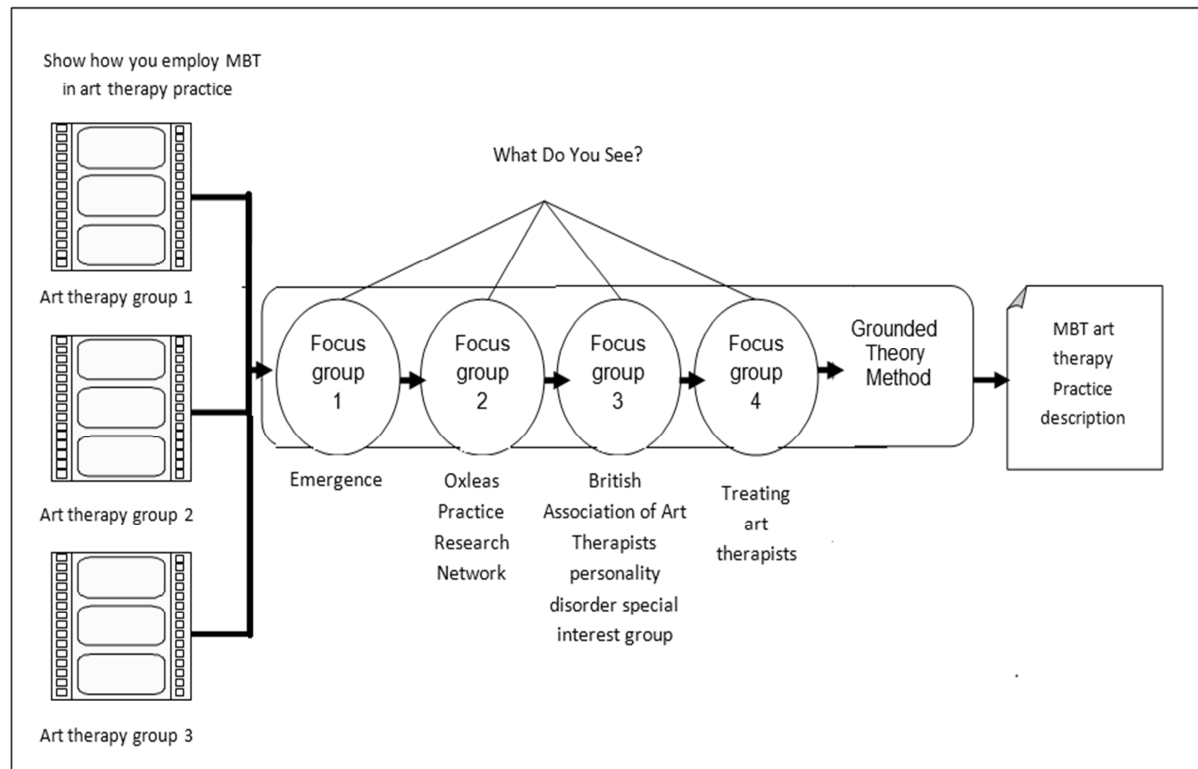 Show how you employ MBT
in art therapy practice
Art therapy group 1
Art therapy group 2
Art therapy group 3
What Do You See?
Focus
group
1
Focus
group
2
Focus
group
3
Focus
group
4
Grounded
Theory
Method
Emergence
Oxleas
Practice
Research
Network
British
Association of Art
Therapists
personality
disorder special
interest group
Treating
art
therapists
MBT art
therapy
Practice
description